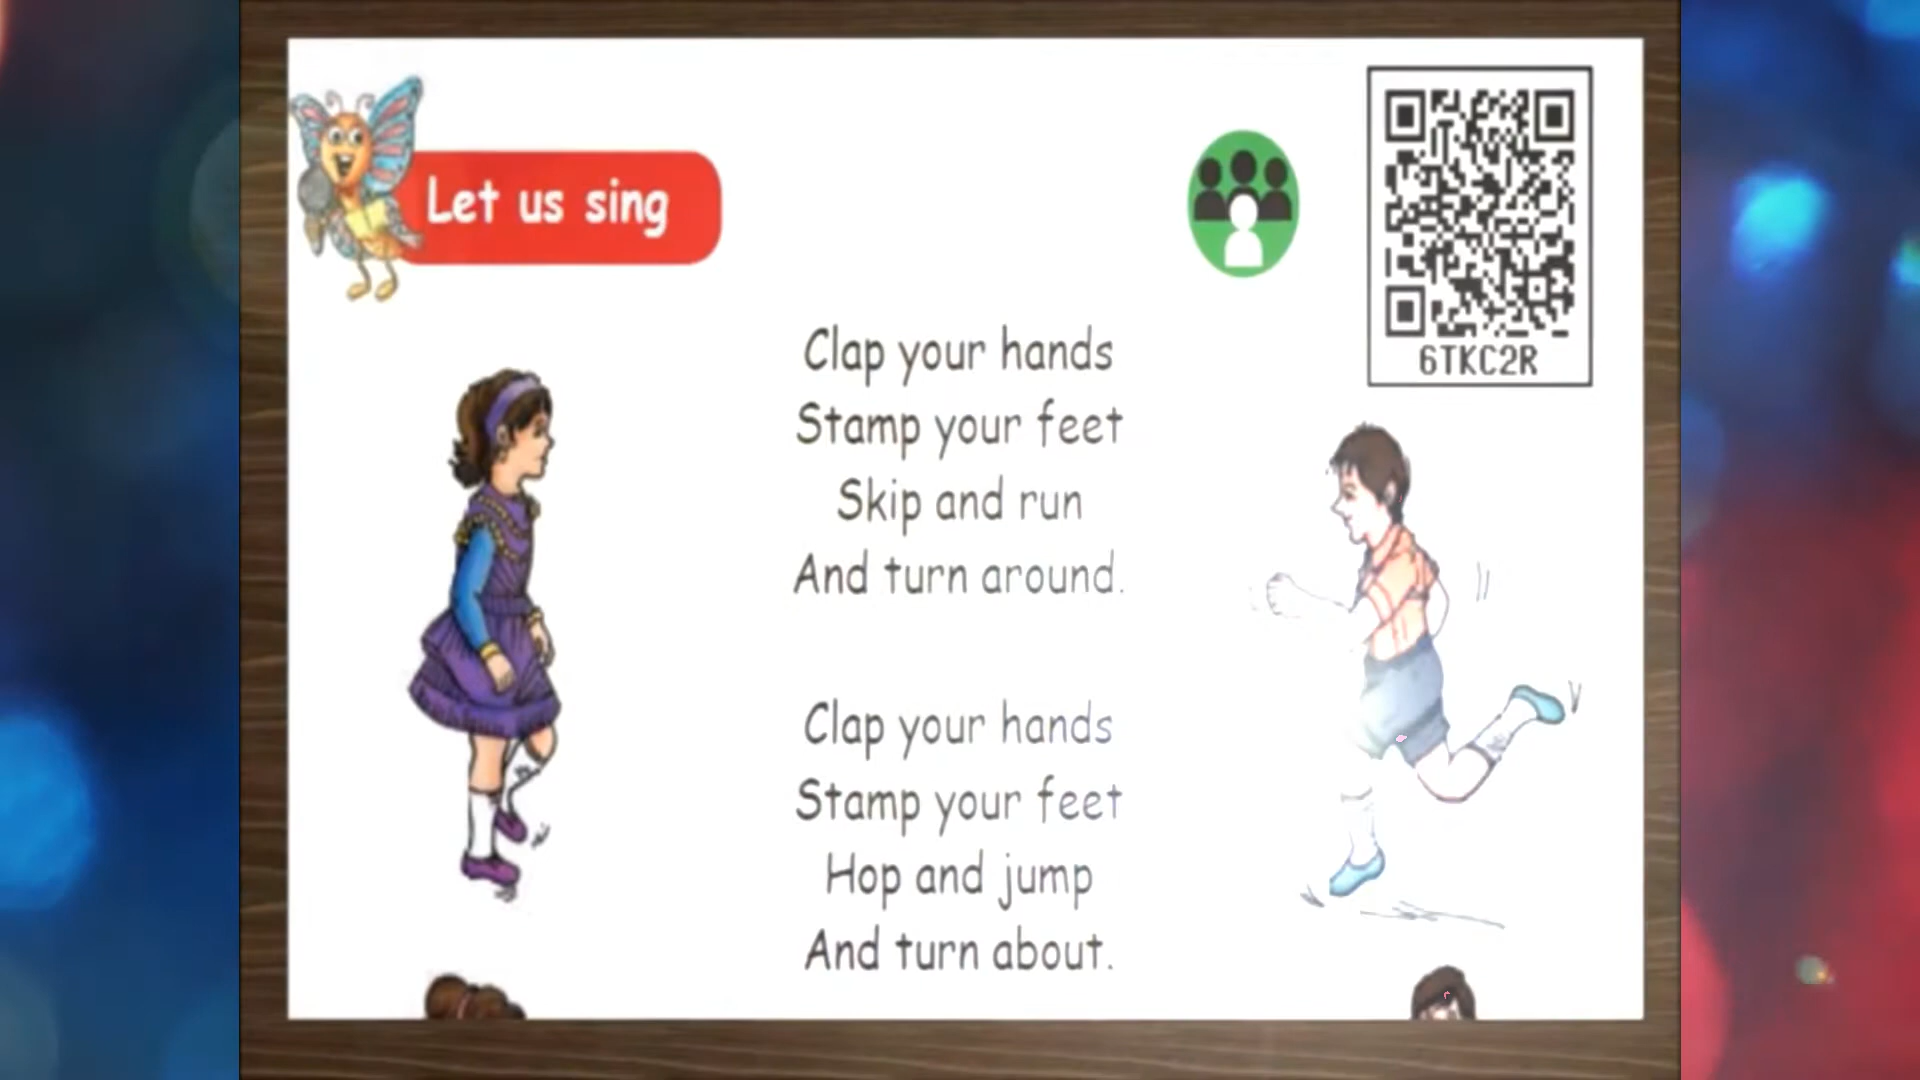 Let us sing
6TKC2R
Clap your hands
Stamp your feet
Skip and run
And turn around.
Clap your hands
Stamp your feet
Hop and jump
And turn about.